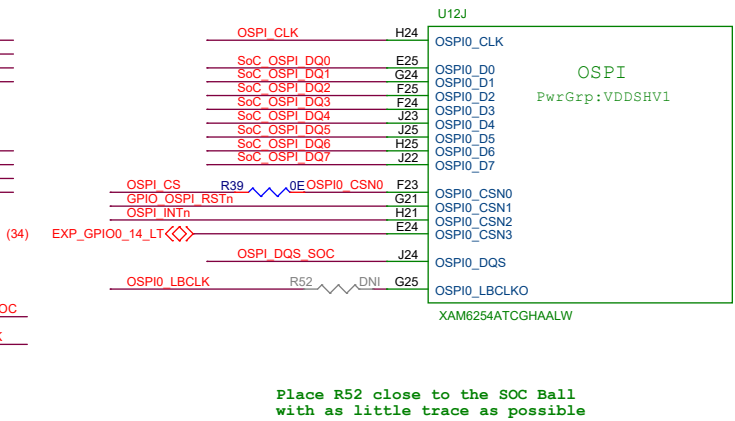 U12J
OSPI_CLK H24 OSPI0_CLK
SoC_OSPI_DQ0 E25 OSPI0_D0
SoC_OSPI_DQ1 G24 OSPI0_D1
SoC_OSPI_DQ2 F25 OSPI0_D2
SoC_OSPI_DQ3 F24 OSPI0_D3
SoC_OSPI_DQ4 J23 OSPI0_D4
SoC_OSPI_DQ5 J25 OSPI0_D5
SoC_OSPI_DQ6 H25 OSPI0_D6
SoC_OSPI_DQ7 J22 OSPI0_D7
OSPI
PwrGrp:VDDSHV1
OSPI_CS R39 0E OSPI0_CSN0 F23 OSPI0_CSN0
GPIO_OSPI_RSTn G21 OSPI0_CSN1
OSPI_INTn H21 OSPI0_CSN2
(34) EXP_GPIO0_14_LT E24 OSPI0_CSN3
OSPI_DQS_SOC J24 OSPI0_DQS
OSPI0_LBCLK R52 DNI G25 OSPI0_LBCLKO
OC
XAM6254ATCGHAALW
Place R52 close to the SOC Ball
with as little trace as possible